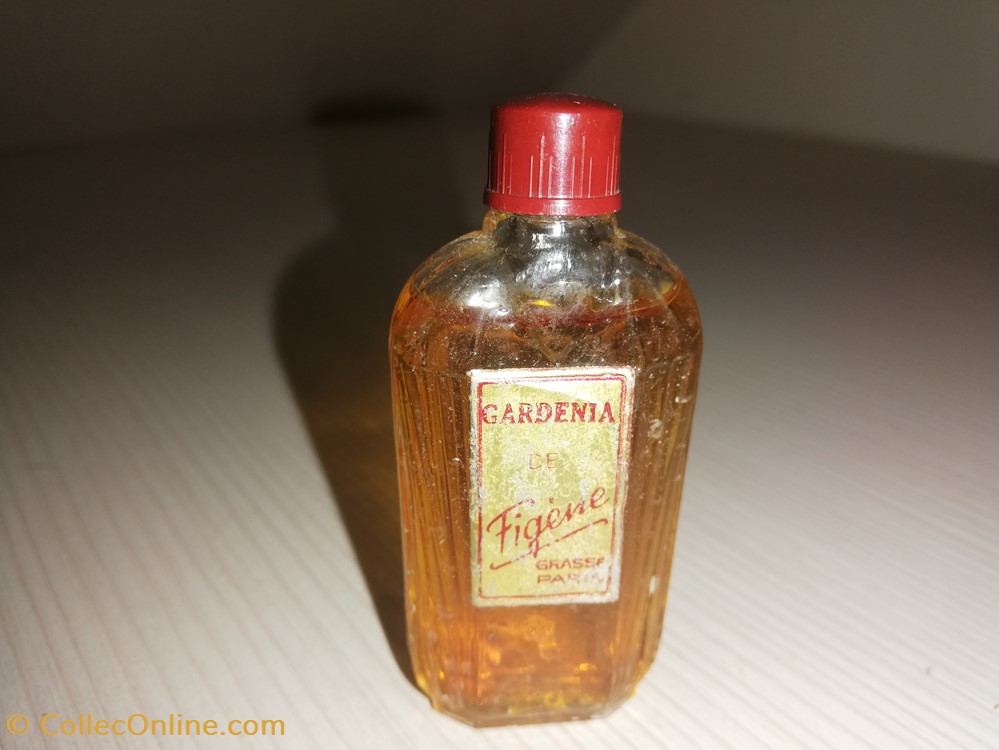 GARDENIA
DE
Figène
GRASSE
PARIS
© CollecOnline.com